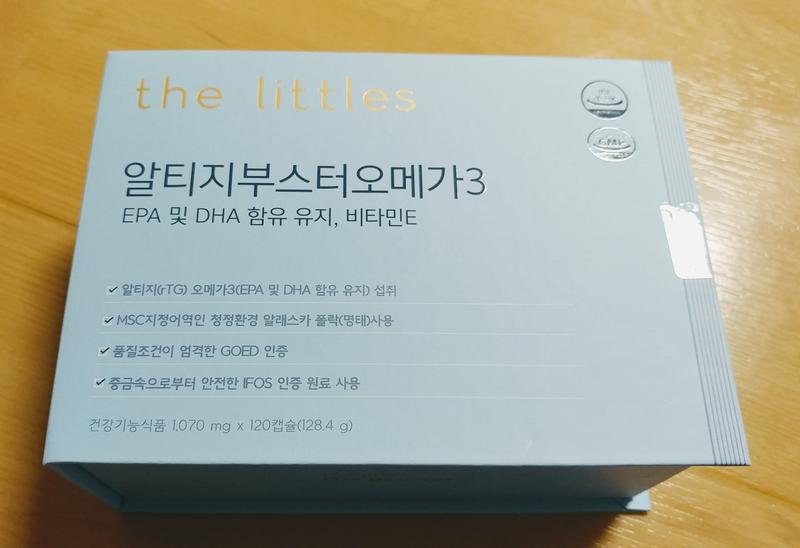 the littles
GMP
알티지부스터오메가3
EPA 및 DHA 함유 유지, 비타민E
알티지(rTG) 오메가3(EPA 및 DHA 함유 유지) 섭취
MSC지정어역인 청정환경 알래스카 폴락(명태)사용
품질조건이 엄격한 GOED 인증
중금속으로부터 안전한 IFOS 인증 원료 사용
건강기능식품 1,070 mg x 120캡슐(128.4 g)